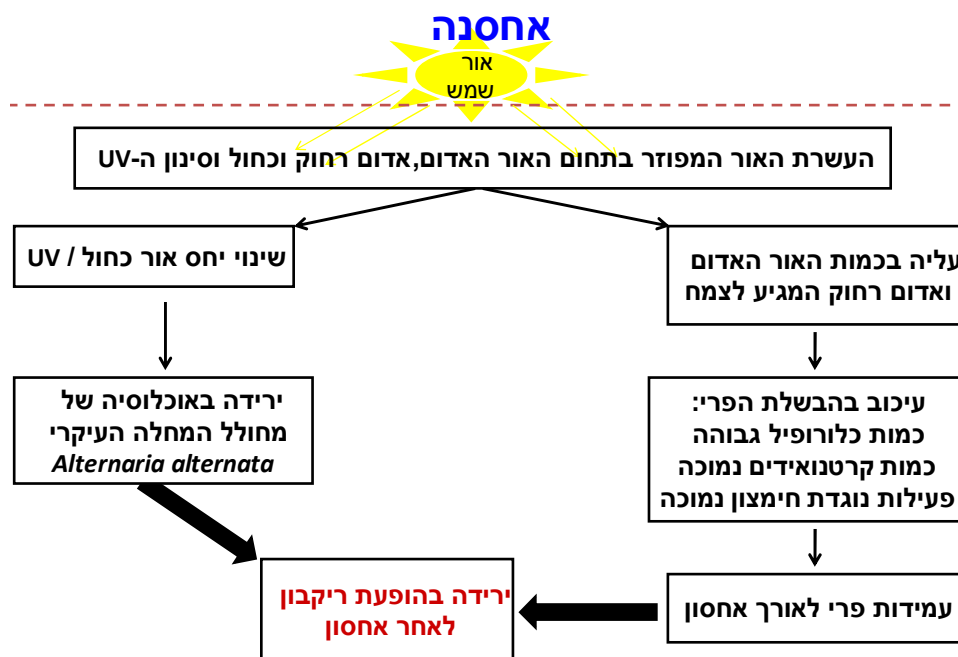 אחסנה
אור
שמש
העשרת האור המפוזר בתחום האור האדום,אדום רחוק וכחול וסינון ה-UV
עליה בכמות האור האדום
ואדום רחוק המגיע לצמח
שינוי יחס אור כחול / UV
עיכוב בהבשלת הפרי:
כמות כלורופיל גבוהה
כמות קרטנואידים נמוכה
פעילות נוגדת חימצון נמוכה
ירידה באוכלוסיה של
מחולל המחלה העיקרי
Alternaria alternata
עמידות פרי לאורך אחסון
ירידה בהופעת ריקבון
לאחר אחסון